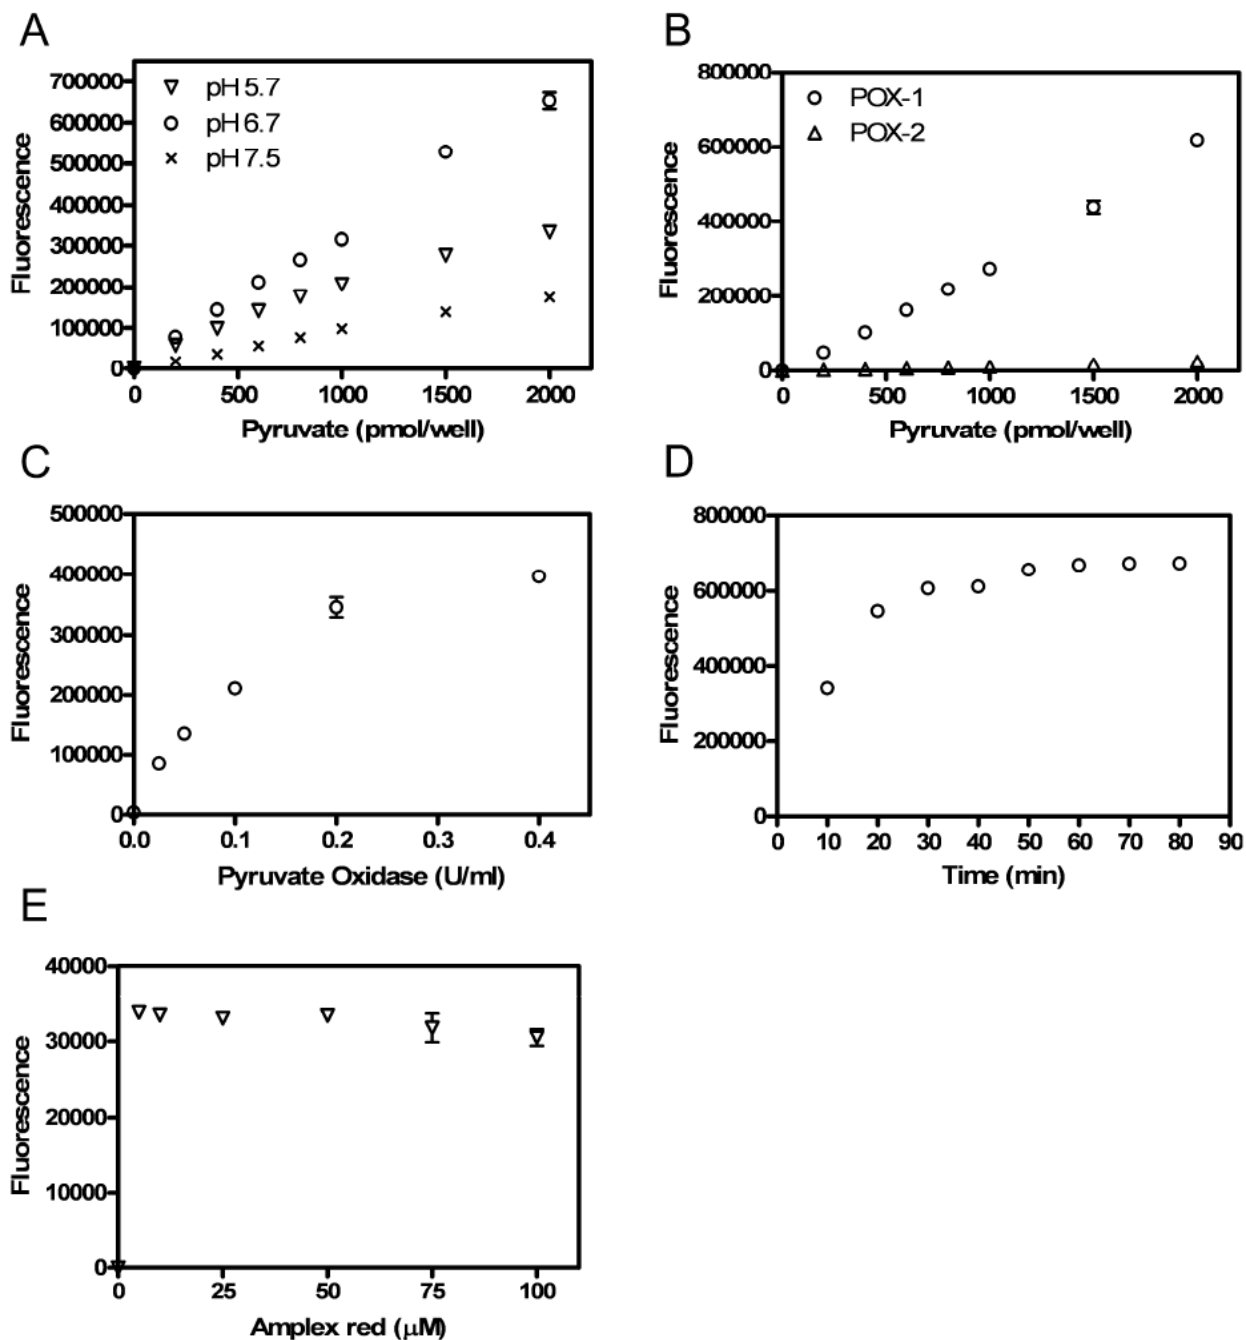 A
Fluorescence
700000
600000
500000
400000
300000
200000
100000
0
pH 5.7
pH 6.7
pH 7.5
0 500 1000 1500 2000
Pyruvate (pmol/well)
B
Fluorescence
800000
600000
400000
200000
0
POX-1
POX-2
0 500 1000 1500 2000
Pyruvate (pmol/well)
C
Fluorescence
500000
400000
300000
200000
100000
0
0.0 0.1 0.2 0.3 0.4
Pyruvate Oxidase (U/ml)
D
Fluorescence
800000
600000
400000
200000
0
0 10 20 30 40 50 60 70 80 90
Time (min)
E
Fluorescence
40000
30000
20000
10000
0
0 25 50 75 100
Amplex red (μM)